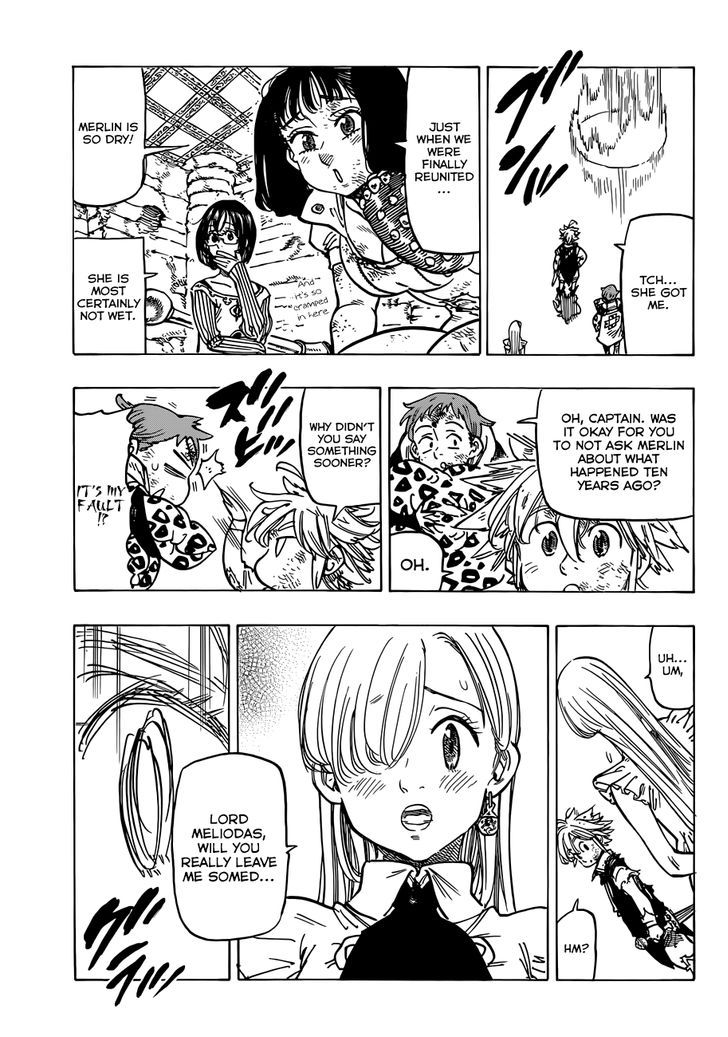 TCH...
SHE GOT
ME.
JUST
WHEN WE
WERE
FINALLY
REUNITED
...
And
it's so
cramped
in here
MERLIN IS
SO DRY!
SHE IS
MOST
CERTAINLY
NOT WET.
OH, CAPTAIN. WAS
IT OKAY FOR YOU
TO NOT ASK MERLIN
ABOUT WHAT
HAPPENED TEN
YEARS AGO?
OH.
WHY DIDN'T
YOU SAY
SOMETHING
SOONER?
IT'S MY
FAULT
!?
UH...
UM,
HM?
LORD
MELIODAS,
WILL YOU
REALLY LEAVE
ME SOMED...